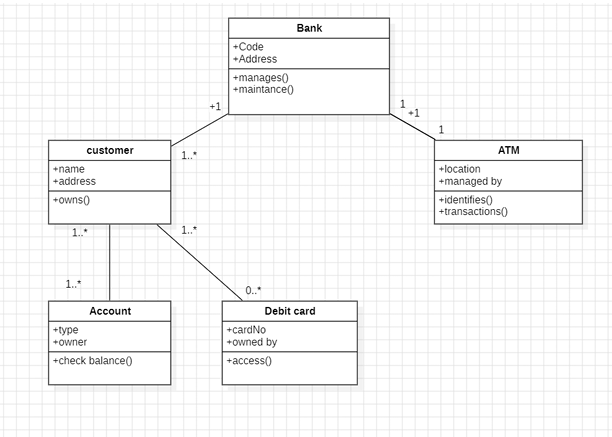 Bank
+Code
+Address
+manages()
+maintance()
+1
1
+1
1..*
1
customer
+name
+address
+owns()
ATM
+location
+managed by
+identifies()
+transactions()
1..*
1..*
1..*
0..*
Account
+type
+owner
+check balance()
Debit card
+cardNo
+owned by
+access()